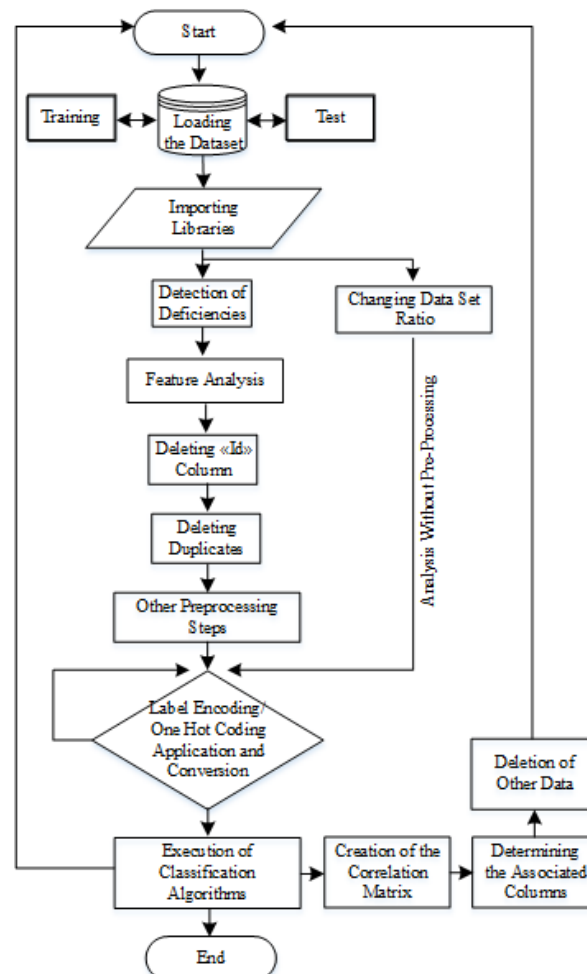 Start
Training
Loading
the Dataset
Test
Importing
Libraries
Detection of
Deficiencies
Changing Data Set
Ratio
Feature Analysis
Deleting «Id»
Column
Deleting
Duplicates
Other Preprocessing
Steps
Analysis Without Pre-Processing
Label Encoding/
One Hot Coding
Application and
Conversion
Deletion of
Other Data
Execution of
Classification
Algorithms
Creation of the
Correlation
Matrix
Determining
the Associated
Columns
End